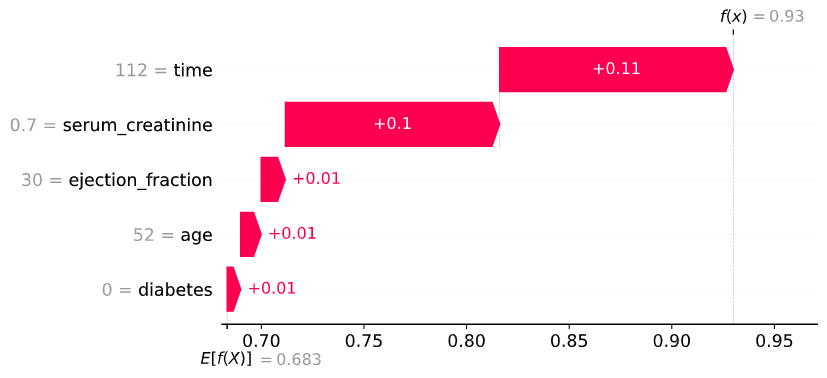 f(x) = 0.93
112 = time
+0.11
0.7 = serum_creatinine
+0.1
30 = ejection_fraction
+0.01
52 = age
+0.01
0 = diabetes
+0.01
0.70 0.75 0.80 0.85 0.90 0.95
E[f(X)] = 0.683